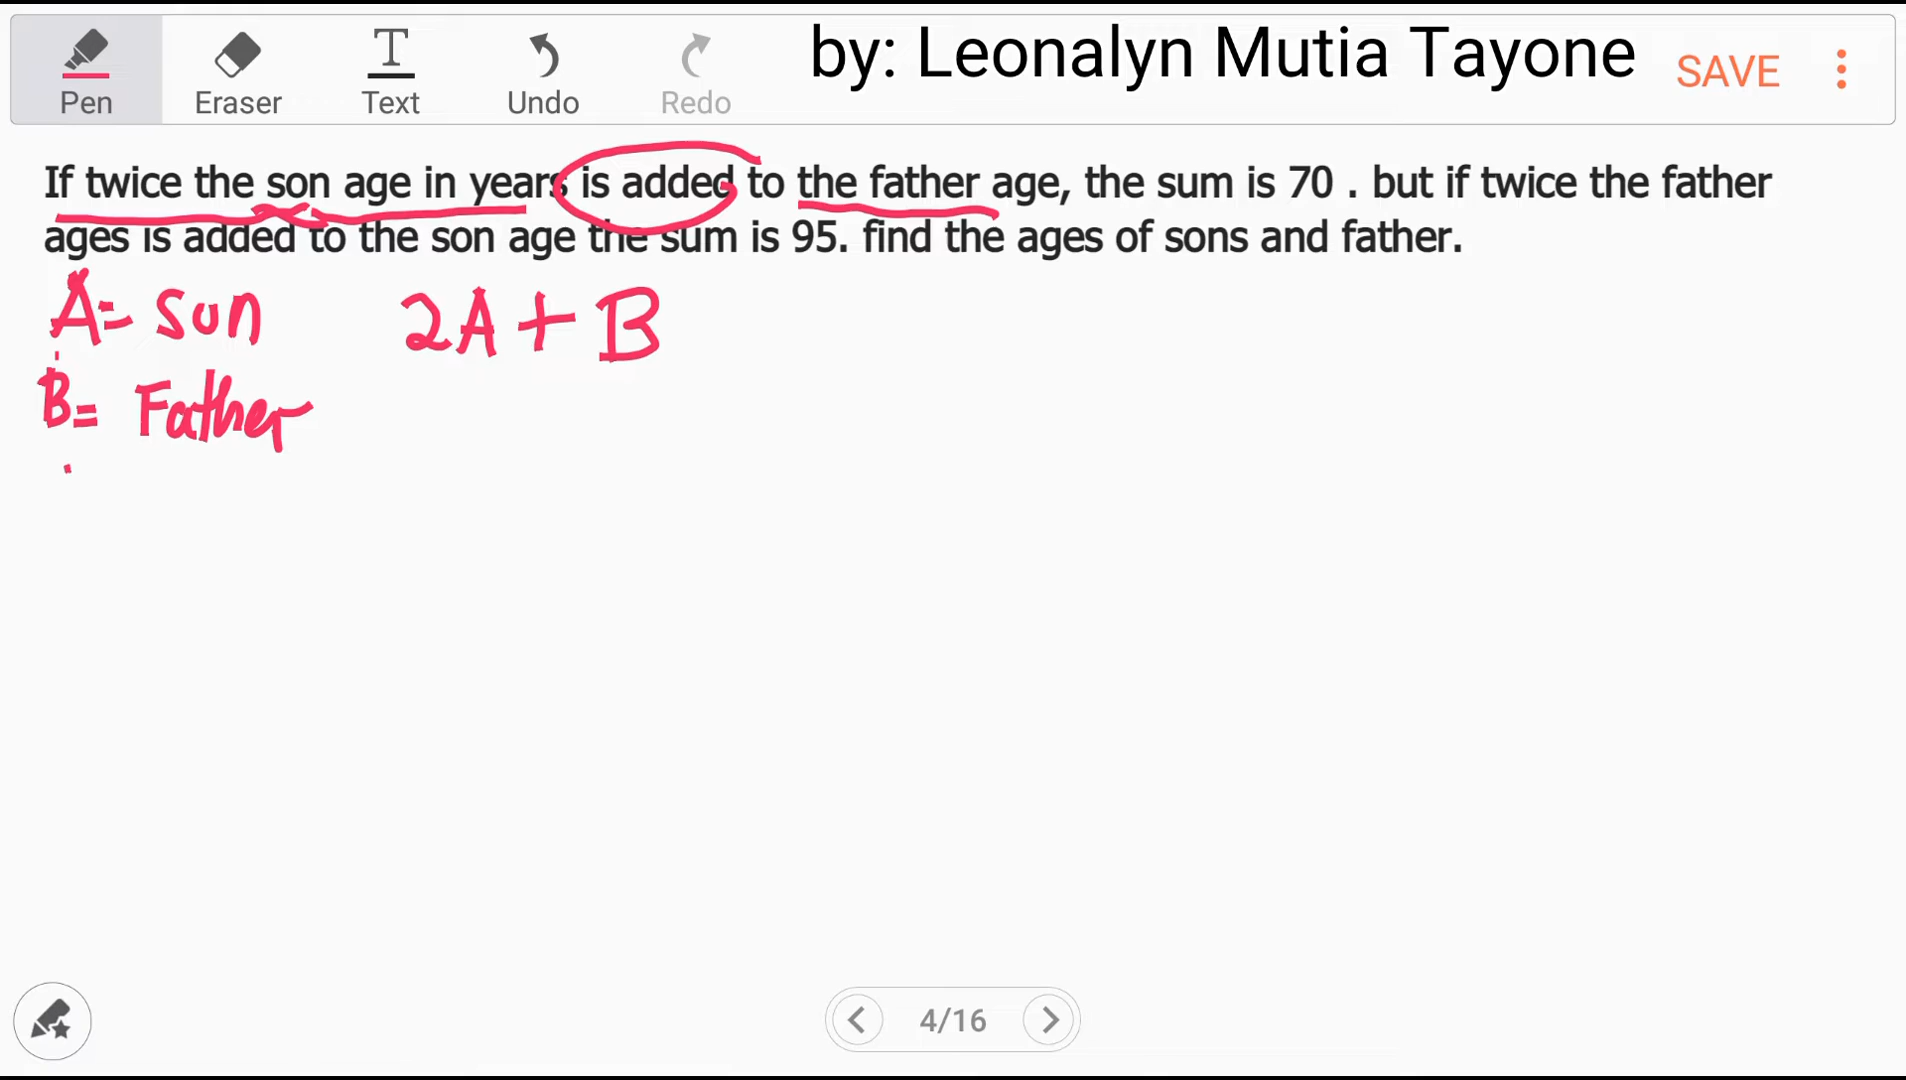 by: Leonalyn Mutia Tayone
Pen Eraser Text Undo Redo SAVE
If twice the son age in years is added to the father age, the sum is 70 . but if twice the father
ages is added to the son age the sum is 95. find the ages of sons and father.
A= son 2A + B
B= Father
4/16